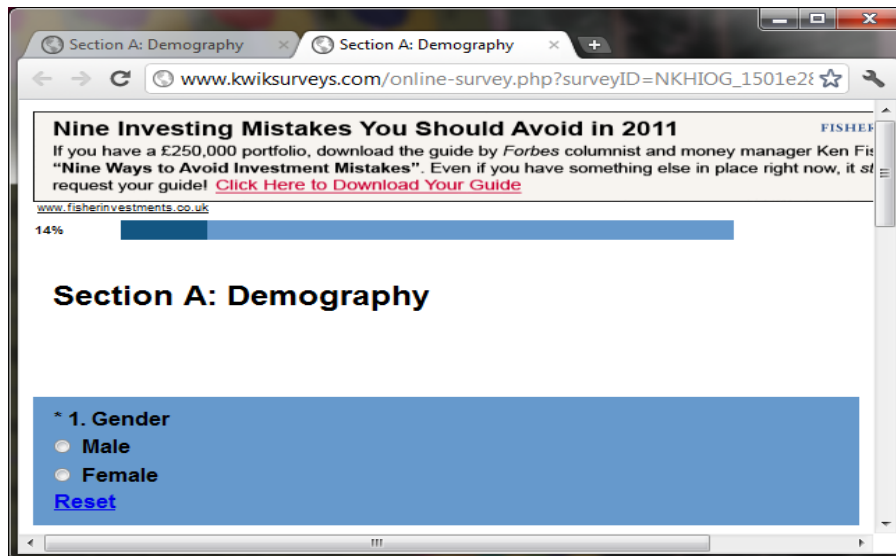 Section A: Demography
Section A: Demography
www.kwiksurveys.com/online-survey.php?surveyID=NKHIOG_1501e28
Nine Investing Mistakes You Should Avoid in 2011
FISHER
If you have a £250,000 portfolio, download the guide by Forbes columnist and money manager Ken Fis
“Nine Ways to Avoid Investment Mistakes”. Even if you have something else in place right now, it st
request your guide! Click Here to Download Your Guide
www.fisherinvestments.co.uk
14%
Section A: Demography
* 1. Gender
Male
Female
Reset